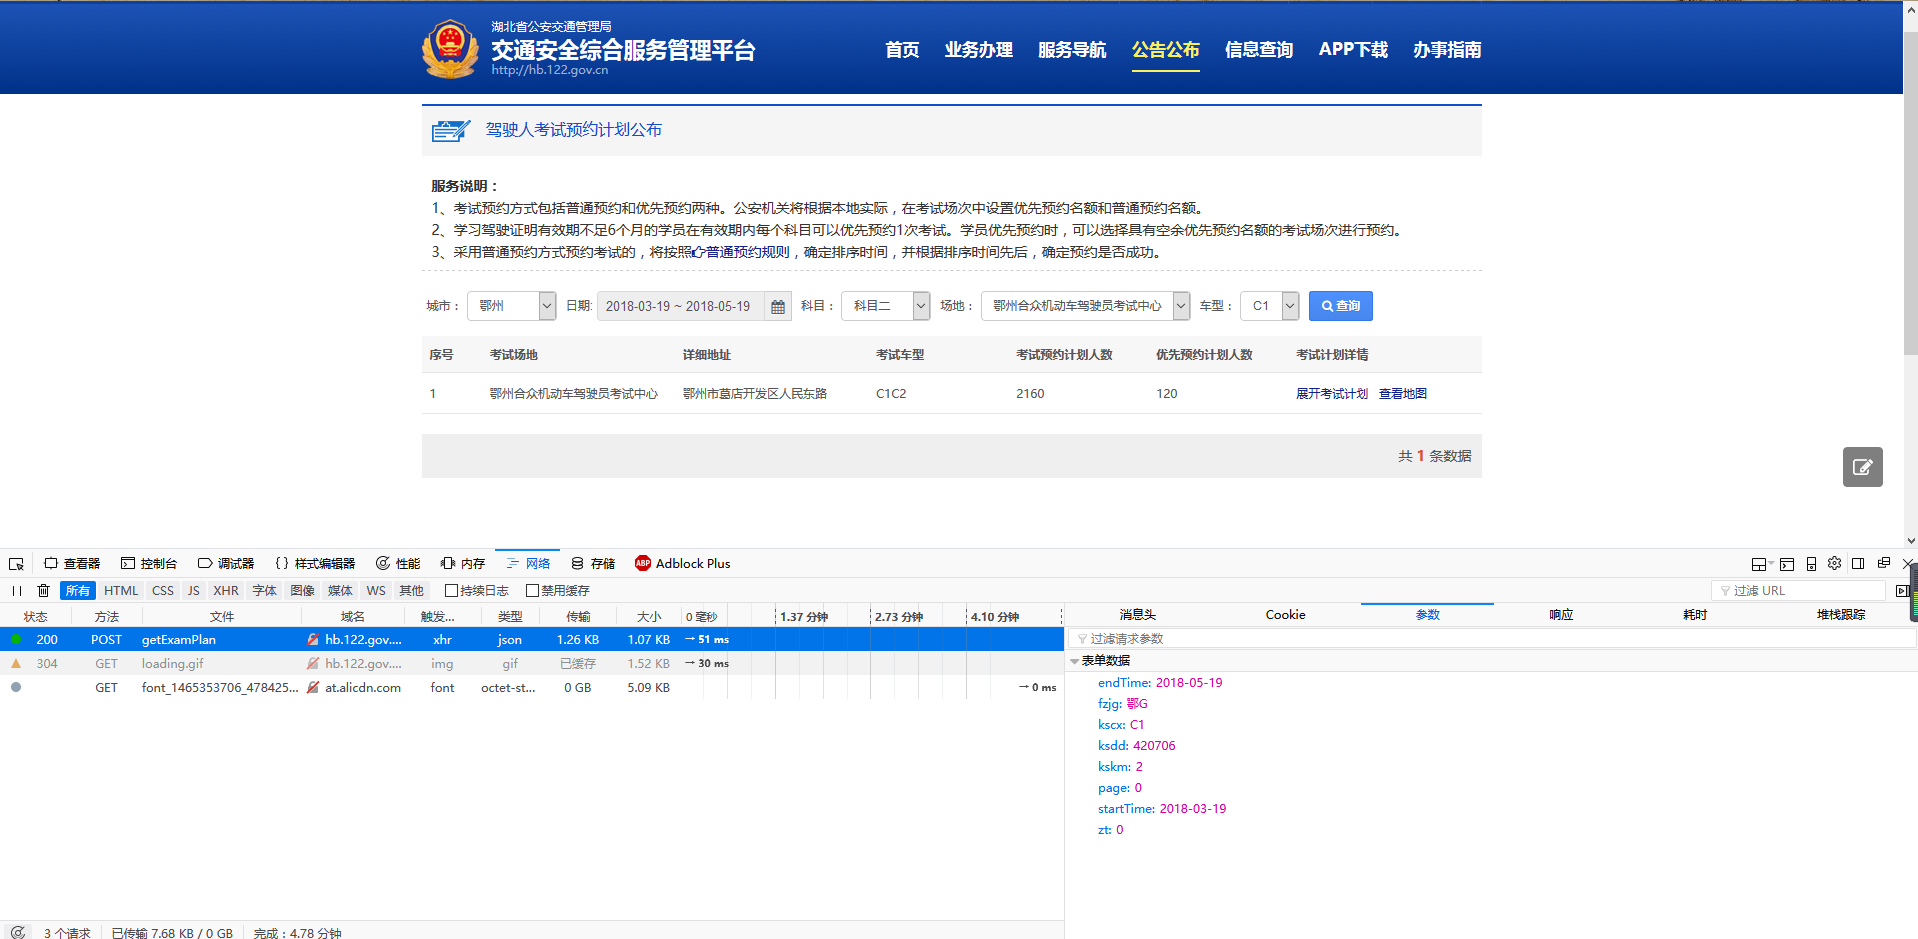 湖北省公安交通管理局
交通安全综合服务管理平台
http://hb.122.gov.cn
首页 业务办理 服务导航 公告公布 信息查询 APP下载 办事指南
驾驶人考试预约计划公布
服务说明：
1、考试预约方式包括普通预约和优先预约两种。公安机关将根据本地实际，在考试场次中设置优先预约名额和普通预约名额。
2、学习驾驶证明有效期不足6个月的学员在有效期内每个科目可以优先预约1次考试。学员优先预约时，可以选择具有空余优先预约名额的考试场次进行预约。
3、采用普通预约方式预约考试的，将按照普通预约规则，确定排序时间，并根据排序时间先后，确定预约是否成功。
城市： 鄂州 日期: 2018-03-19 ~ 2018-05-19 科目： 科目二 场地： 鄂州合众机动车驾驶员考试中心 车型： C1 查询
序号 考试场地 详细地址 考试车型 考试预约计划人数 优先预约计划人数 考试计划详情
1 鄂州合众机动车驾驶员考试中心 鄂州市葛店开发区人民东路 C1C2 2160 120 展开考试计划 查看地图
共 1 条数据
查看器 控制台 调试器 {} 样式编辑器 性能 内存 网络 存储 ABP Adblock Plus
所有 HTML CSS JS XHR 字体 图像 媒体 WS 其他 持续日志 禁用缓存 过滤 URL
状态 方法 文件 域名 触发... 类型 传输 大小 0 毫秒 1.37 分钟 2.73 分钟 4.10 分钟
200 POST getExamPlan hb.122.gov.... xhr json 1.26 KB 1.07 KB → 51 ms
304 GET loading.gif hb.122.gov.... img gif 已缓存 1.52 KB → 30 ms
GET font_1465353706_478425... at.alicdn.com font octet-st... 0 GB 5.09 KB → 0 ms
消息头 Cookie 参数 响应 耗时 堆栈跟踪
过滤请求参数
表单数据
endTime: 2018-05-19
fzjg: 鄂G
kscx: C1
ksdd: 420706
kskm: 2
page: 0
startTime: 2018-03-19
zt: 0
3 个请求 已传输 7.68 KB / 0 GB 完成：4.78 分钟